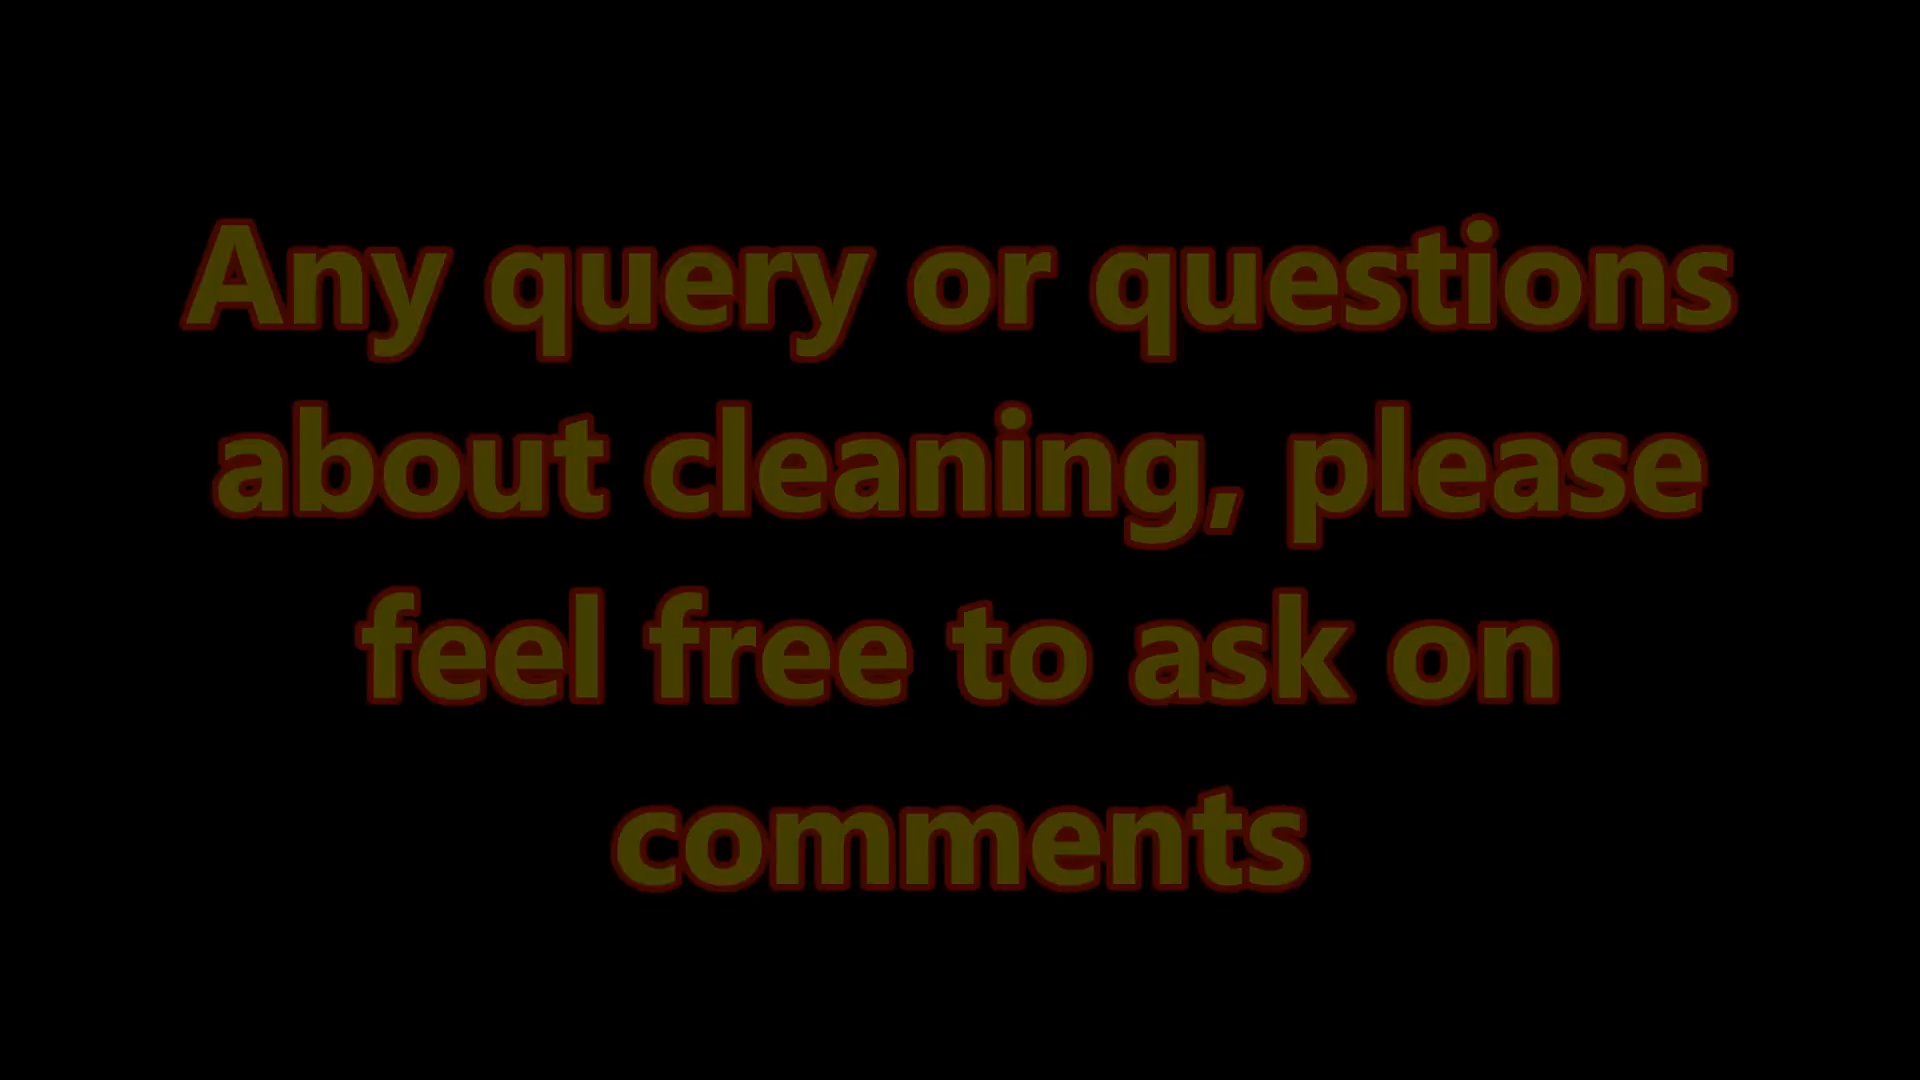 Any query or questions
about cleaning, please
feel free to ask on
comments